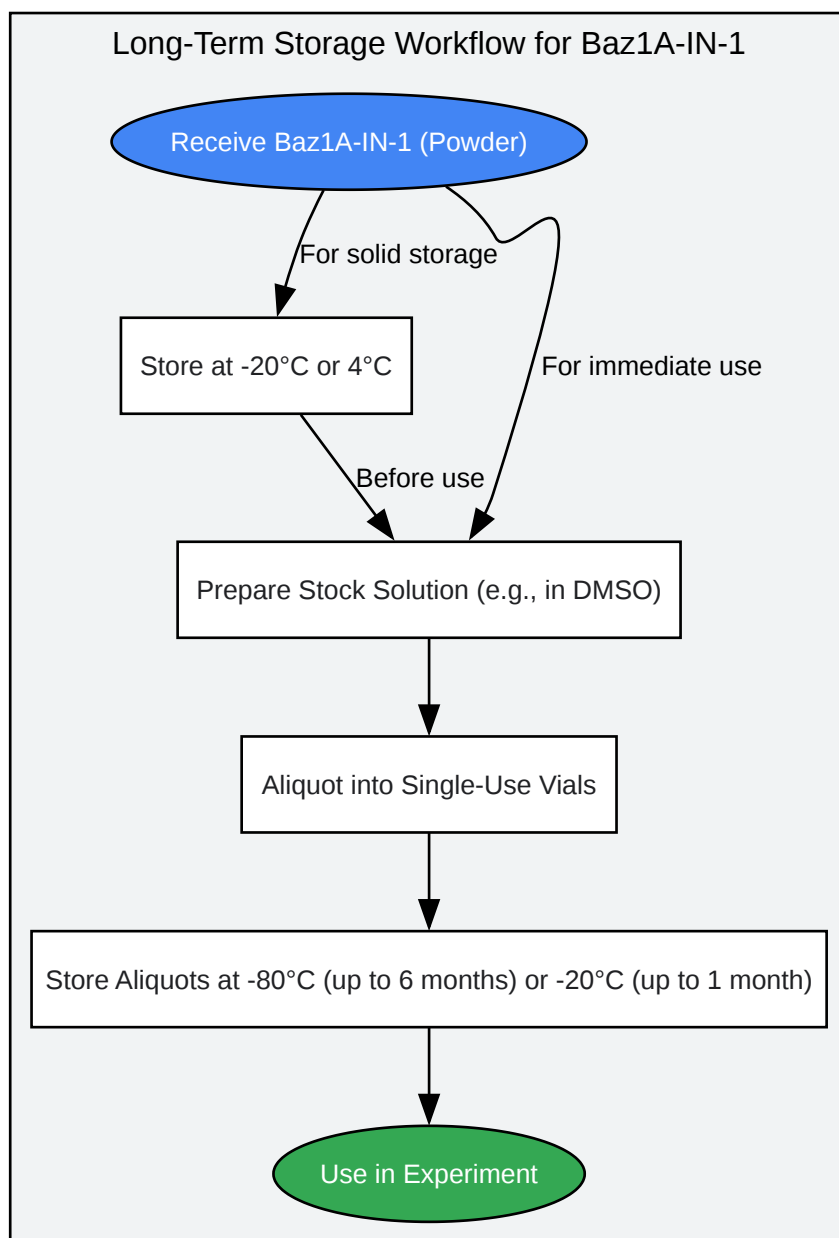 Long-Term Storage Workflow for Baz1A-IN-1
Receive Baz1A-IN-1 (Powder)
For solid storage
Store at -20°C or 4°C
For immediate use
Before use
Prepare Stock Solution (e.g., in DMSO)
Aliquot into Single-Use Vials
Store Aliquots at -80°C (up to 6 months) or -20°C (up to 1 month)
Use in Experiment